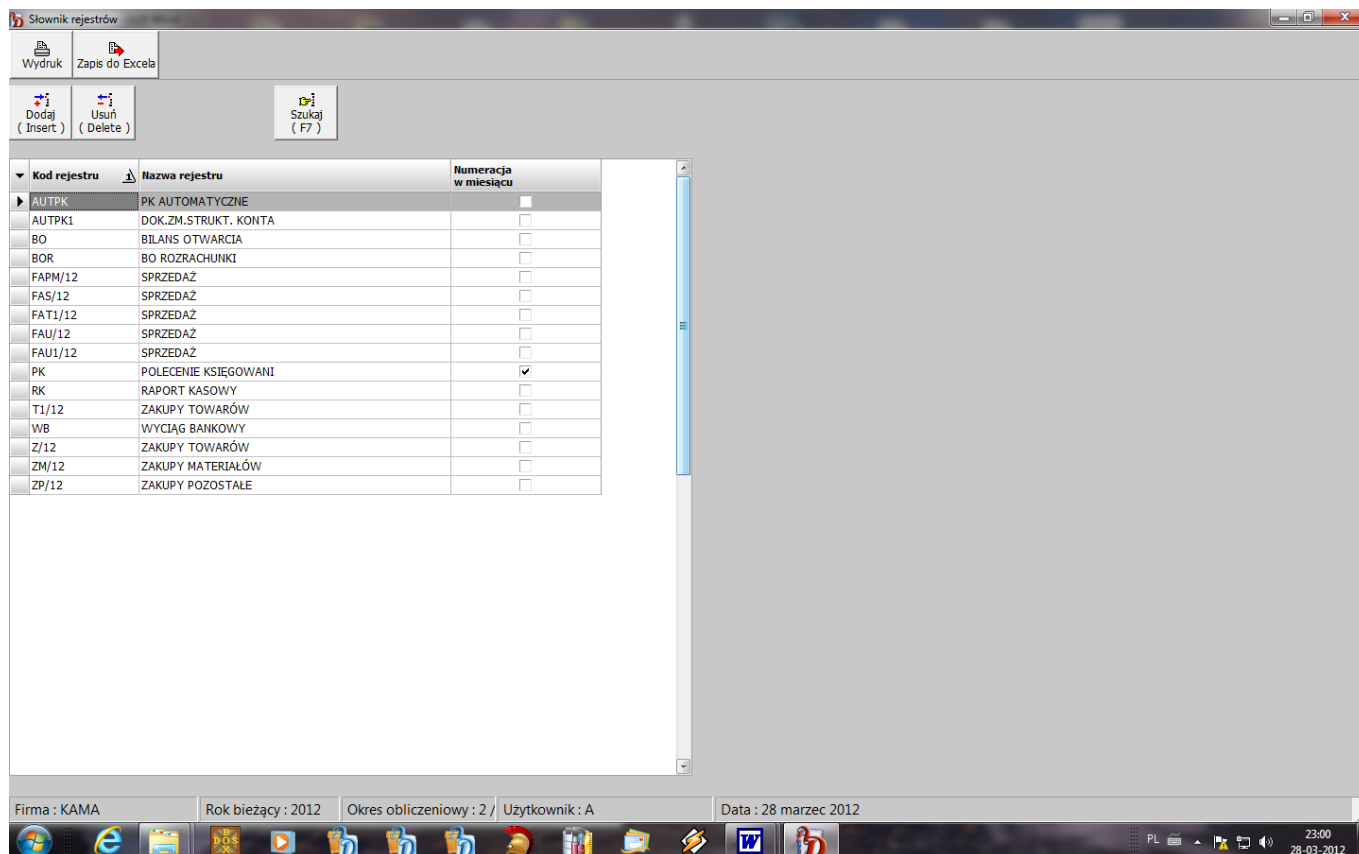 Słownik rejestrów
Wydruk
Zapis do Excela
Dodaj
( Insert )
Usuń
( Delete )
Szukaj
( F7 )
Kod rejestru 1 Nazwa rejestru Numeracja
w miesiącu
AUTPK PK AUTOMATYCZNE
AUTPK1 DOK.ZM.STRUKT. KONTA
BO BILANS OTWARCIA
BOR BO ROZRACHUNKI
FAPM/12 SPRZEDAŻ
FAS/12 SPRZEDAŻ
FAT1/12 SPRZEDAŻ
FAU/12 SPRZEDAŻ
FAU1/12 SPRZEDAŻ
PK POLECENIE KSIĘGOWANI
RK RAPORT KASOWY
T1/12 ZAKUPY TOWARÓW
WB WYCIĄG BANKOWY
Z/12 ZAKUPY TOWARÓW
ZM/12 ZAKUPY MATERIAŁÓW
ZP/12 ZAKUPY POZOSTAŁE
Firma : KAMA Rok bieżący : 2012 Okres obliczeniowy : 2 / Użytkownik : A Data : 28 marzec 2012
DOS W PL 23:00
28-03-2012